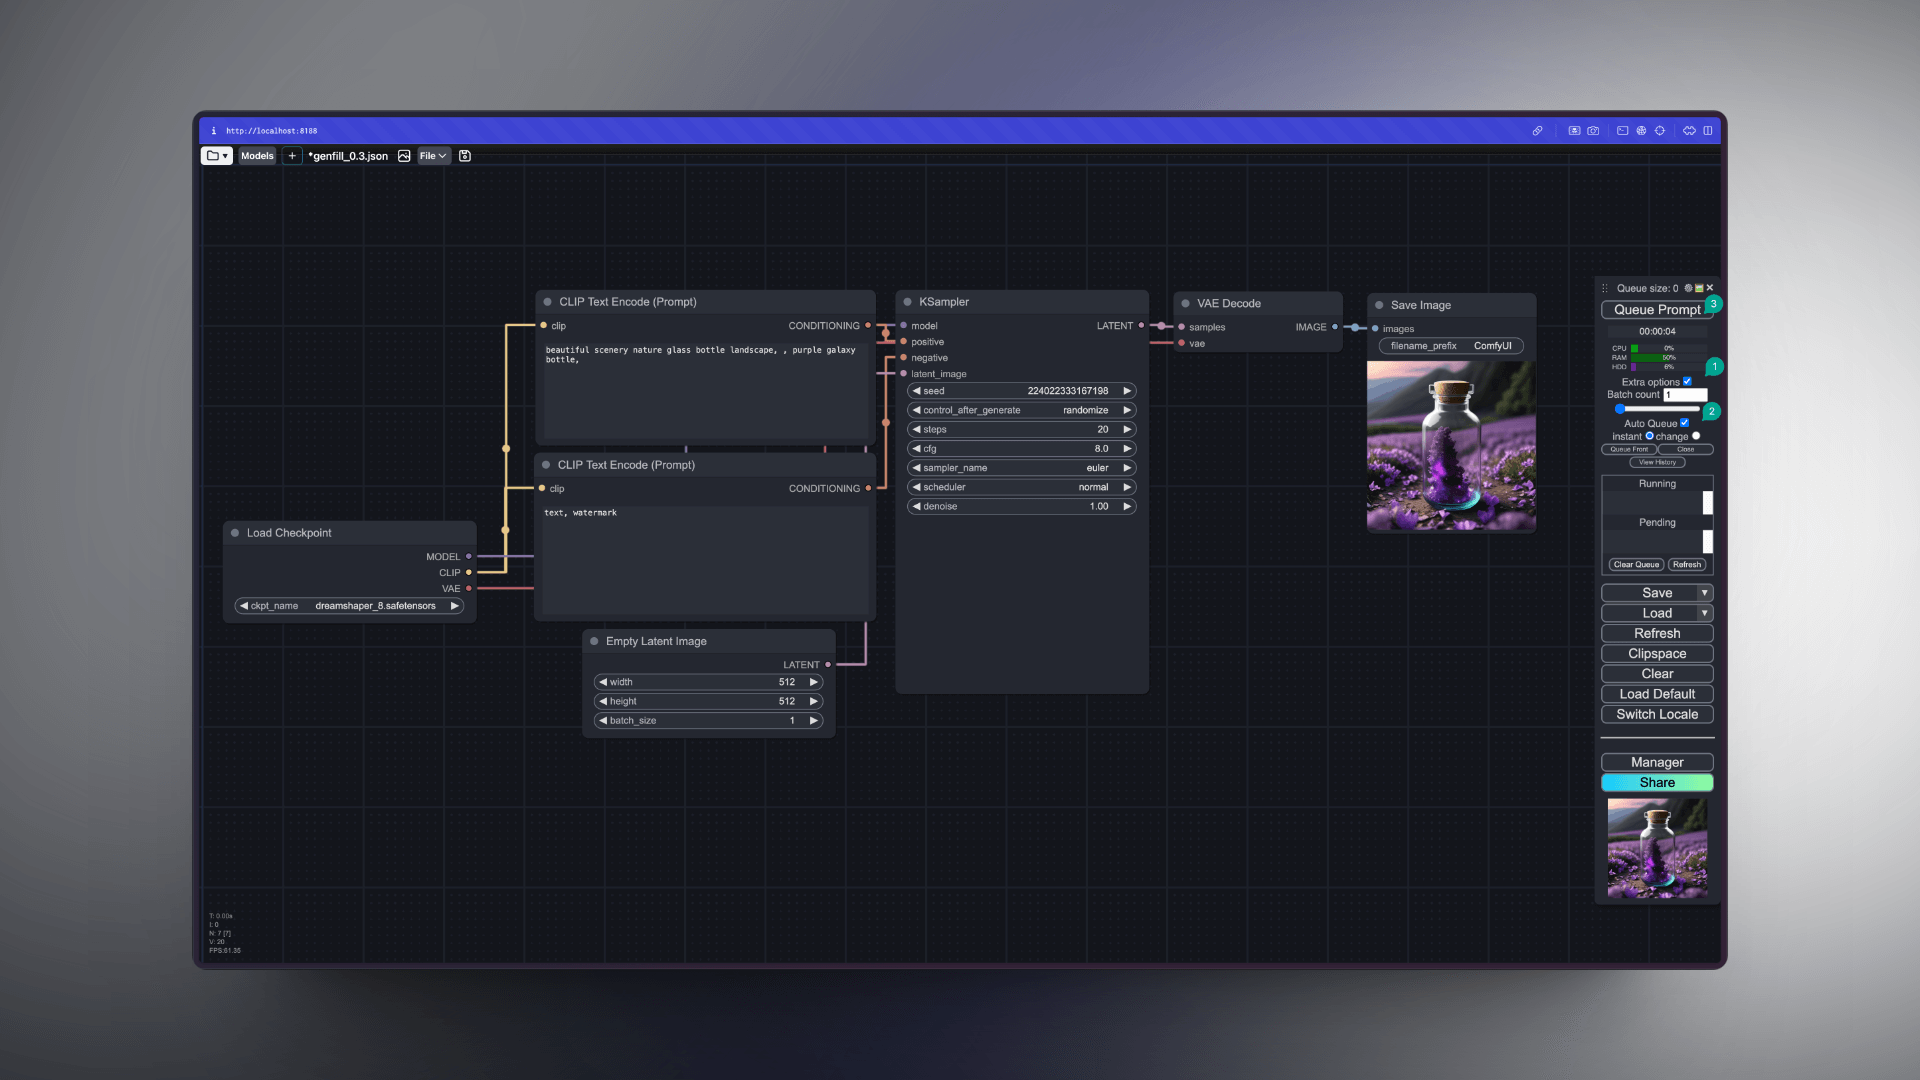 i http://localhost:8188
Models + *genfill_0.3.json File
CLIP Text Encode (Prompt)
clip CONDITIONING
beautiful scenery nature glass bottle landscape, , purple galaxy
bottle,
CLIP Text Encode (Prompt)
clip CONDITIONING
text, watermark
Load Checkpoint
MODEL
CLIP
VAE
ckpt_name dreamshaper_8.safetensors
Empty Latent Image
LATENT
width 512
height 512
batch_size 1
KSampler
model LATENT
positive
negative
latent_image
seed 224022333167198
control_after_generate randomize
steps 20
cfg 8.0
sampler_name euler
scheduler normal
denoise 1.00
VAE Decode
samples IMAGE
vae
Save Image
images
filename_prefix ComfyUI
Queue size: 0
Queue Prompt 3
00:00:04
CPU 0%
RAM 50%
HDD 6%
1
Extra options
Batch count 1
2
Auto Queue
instant change
Queue Front Close
View History
Running
Pending
Clear Queue Refresh
Save
Load
Refresh
Clipspace
Clear
Load Default
Switch Locale
Manager
Share
T: 0.00s
I: 0
N: 7 [7]
V: 20
FPS:61.35